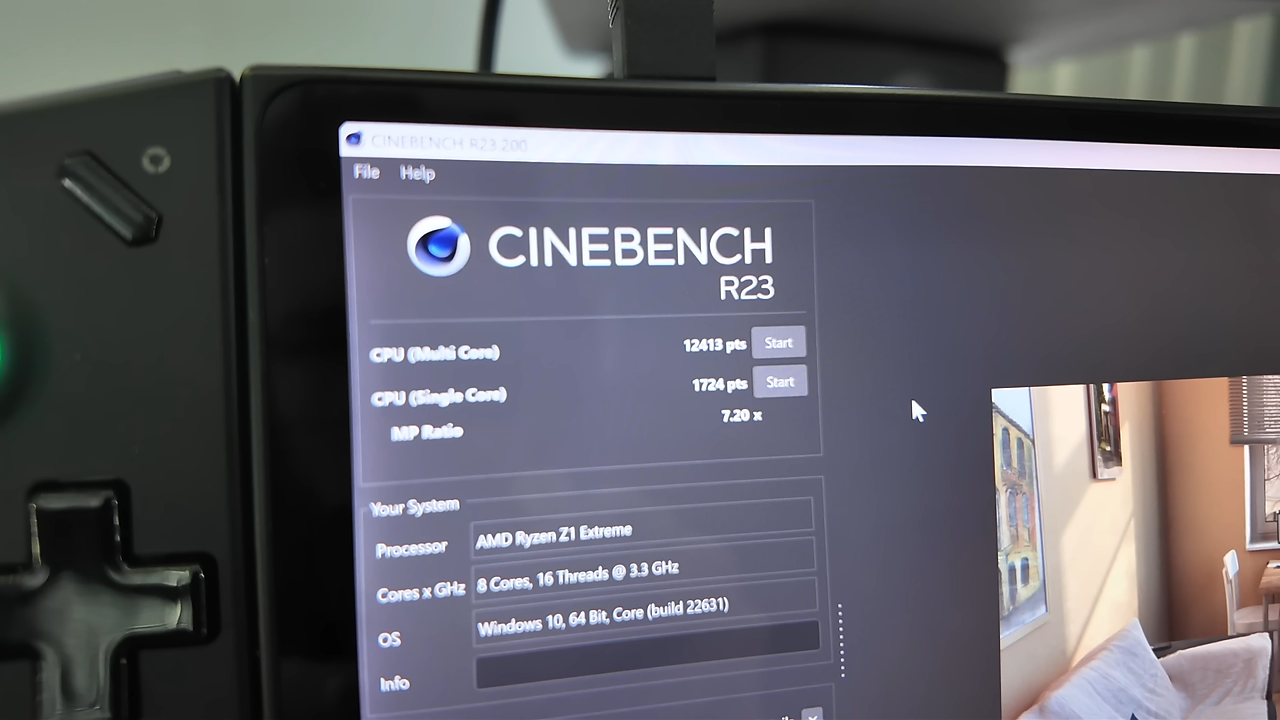 CINEBENCH R23.200
File Help
CINEBENCH
R23
CPU (Multi Core) 12413 pts Start
CPU (Single Core) 1724 pts Start
MP Ratio 7.20 x
Your System
Processor AMD Ryzen Z1 Extreme
Cores x GHz 8 Cores, 16 Threads @ 3.3 GHz
OS Windows 10, 64 Bit, Core (build 22631)
Info